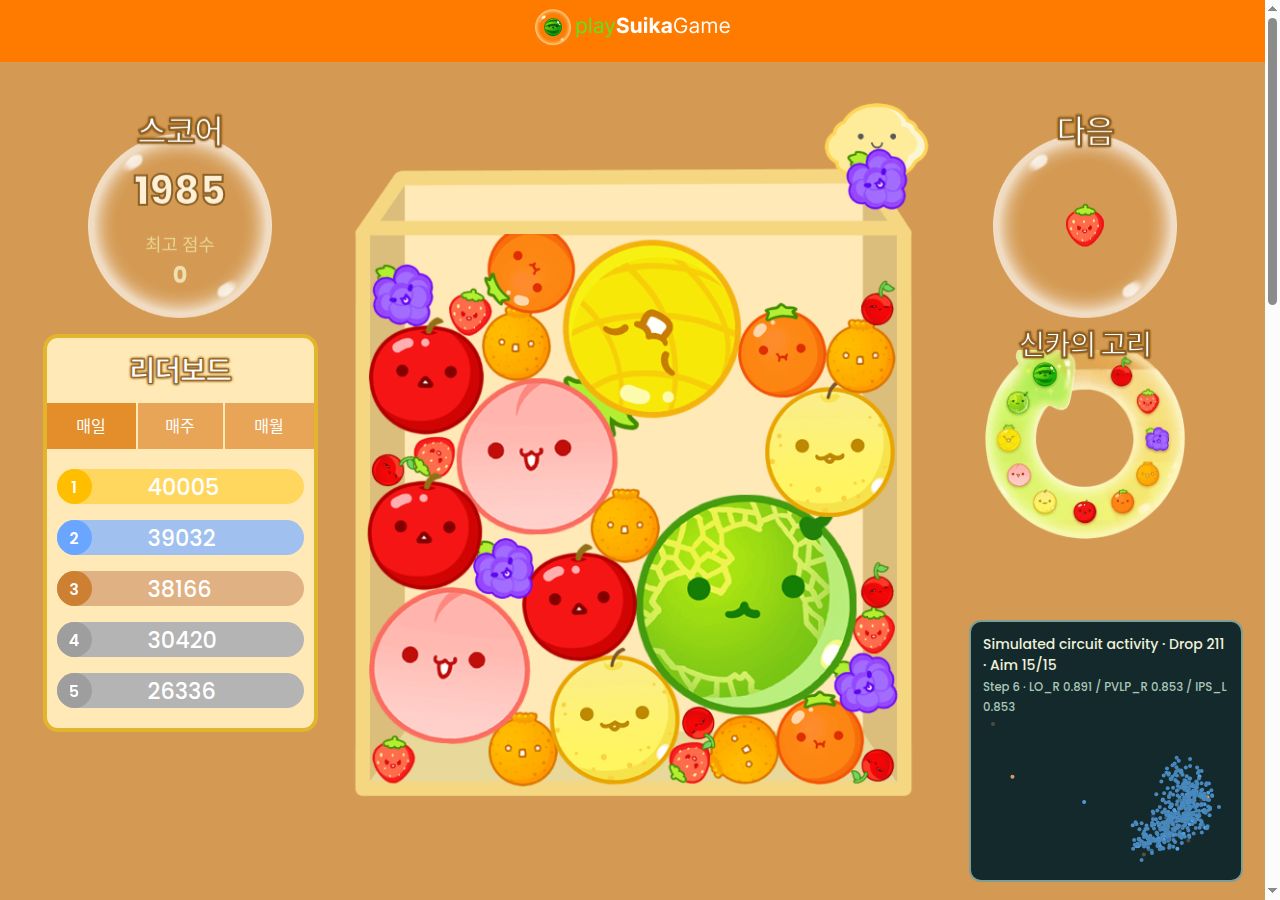 playSuikaGame
스코어
1985
최고 점수
0
리더보드
매일 매주 매월
1 40005
2 39032
3 38166
4 30420
5 26336
다음
신카의 고리
Simulated circuit activity · Drop 211
· Aim 15/15
Step 6 · LO_R 0.891 / PVLP_R 0.853 / IPS_L
0.853